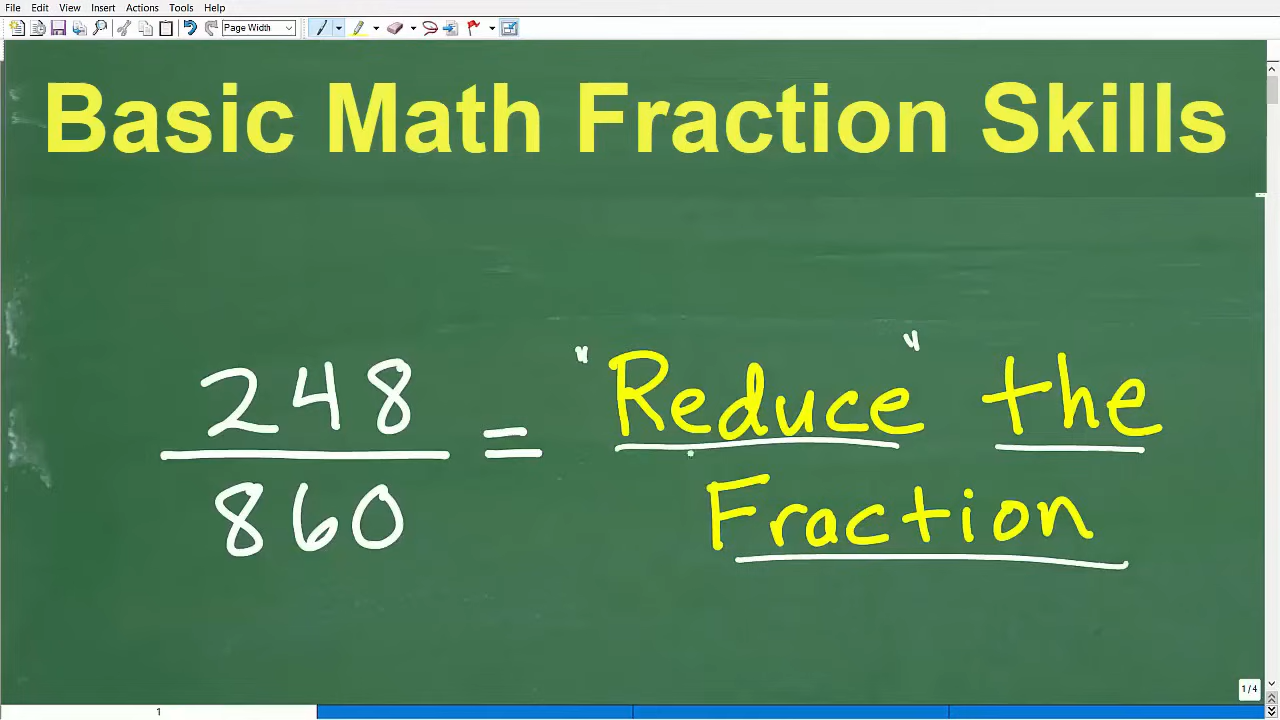 File Edit View Insert Actions Tools Help
Page Width
Basic Math Fraction Skills
248
860
=
"Reduce" the
Fraction
1/4
1